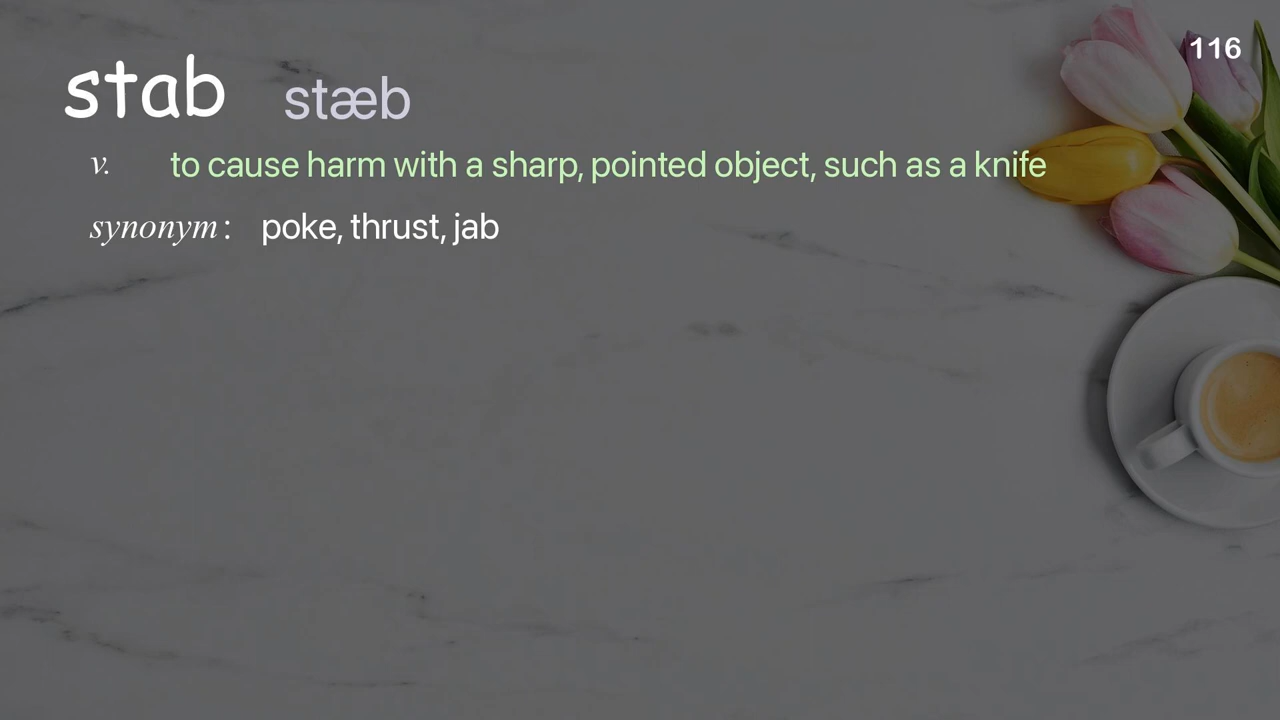 116
stab stæb
v. to cause harm with a sharp, pointed object, such as a knife
synonym: poke, thrust, jab